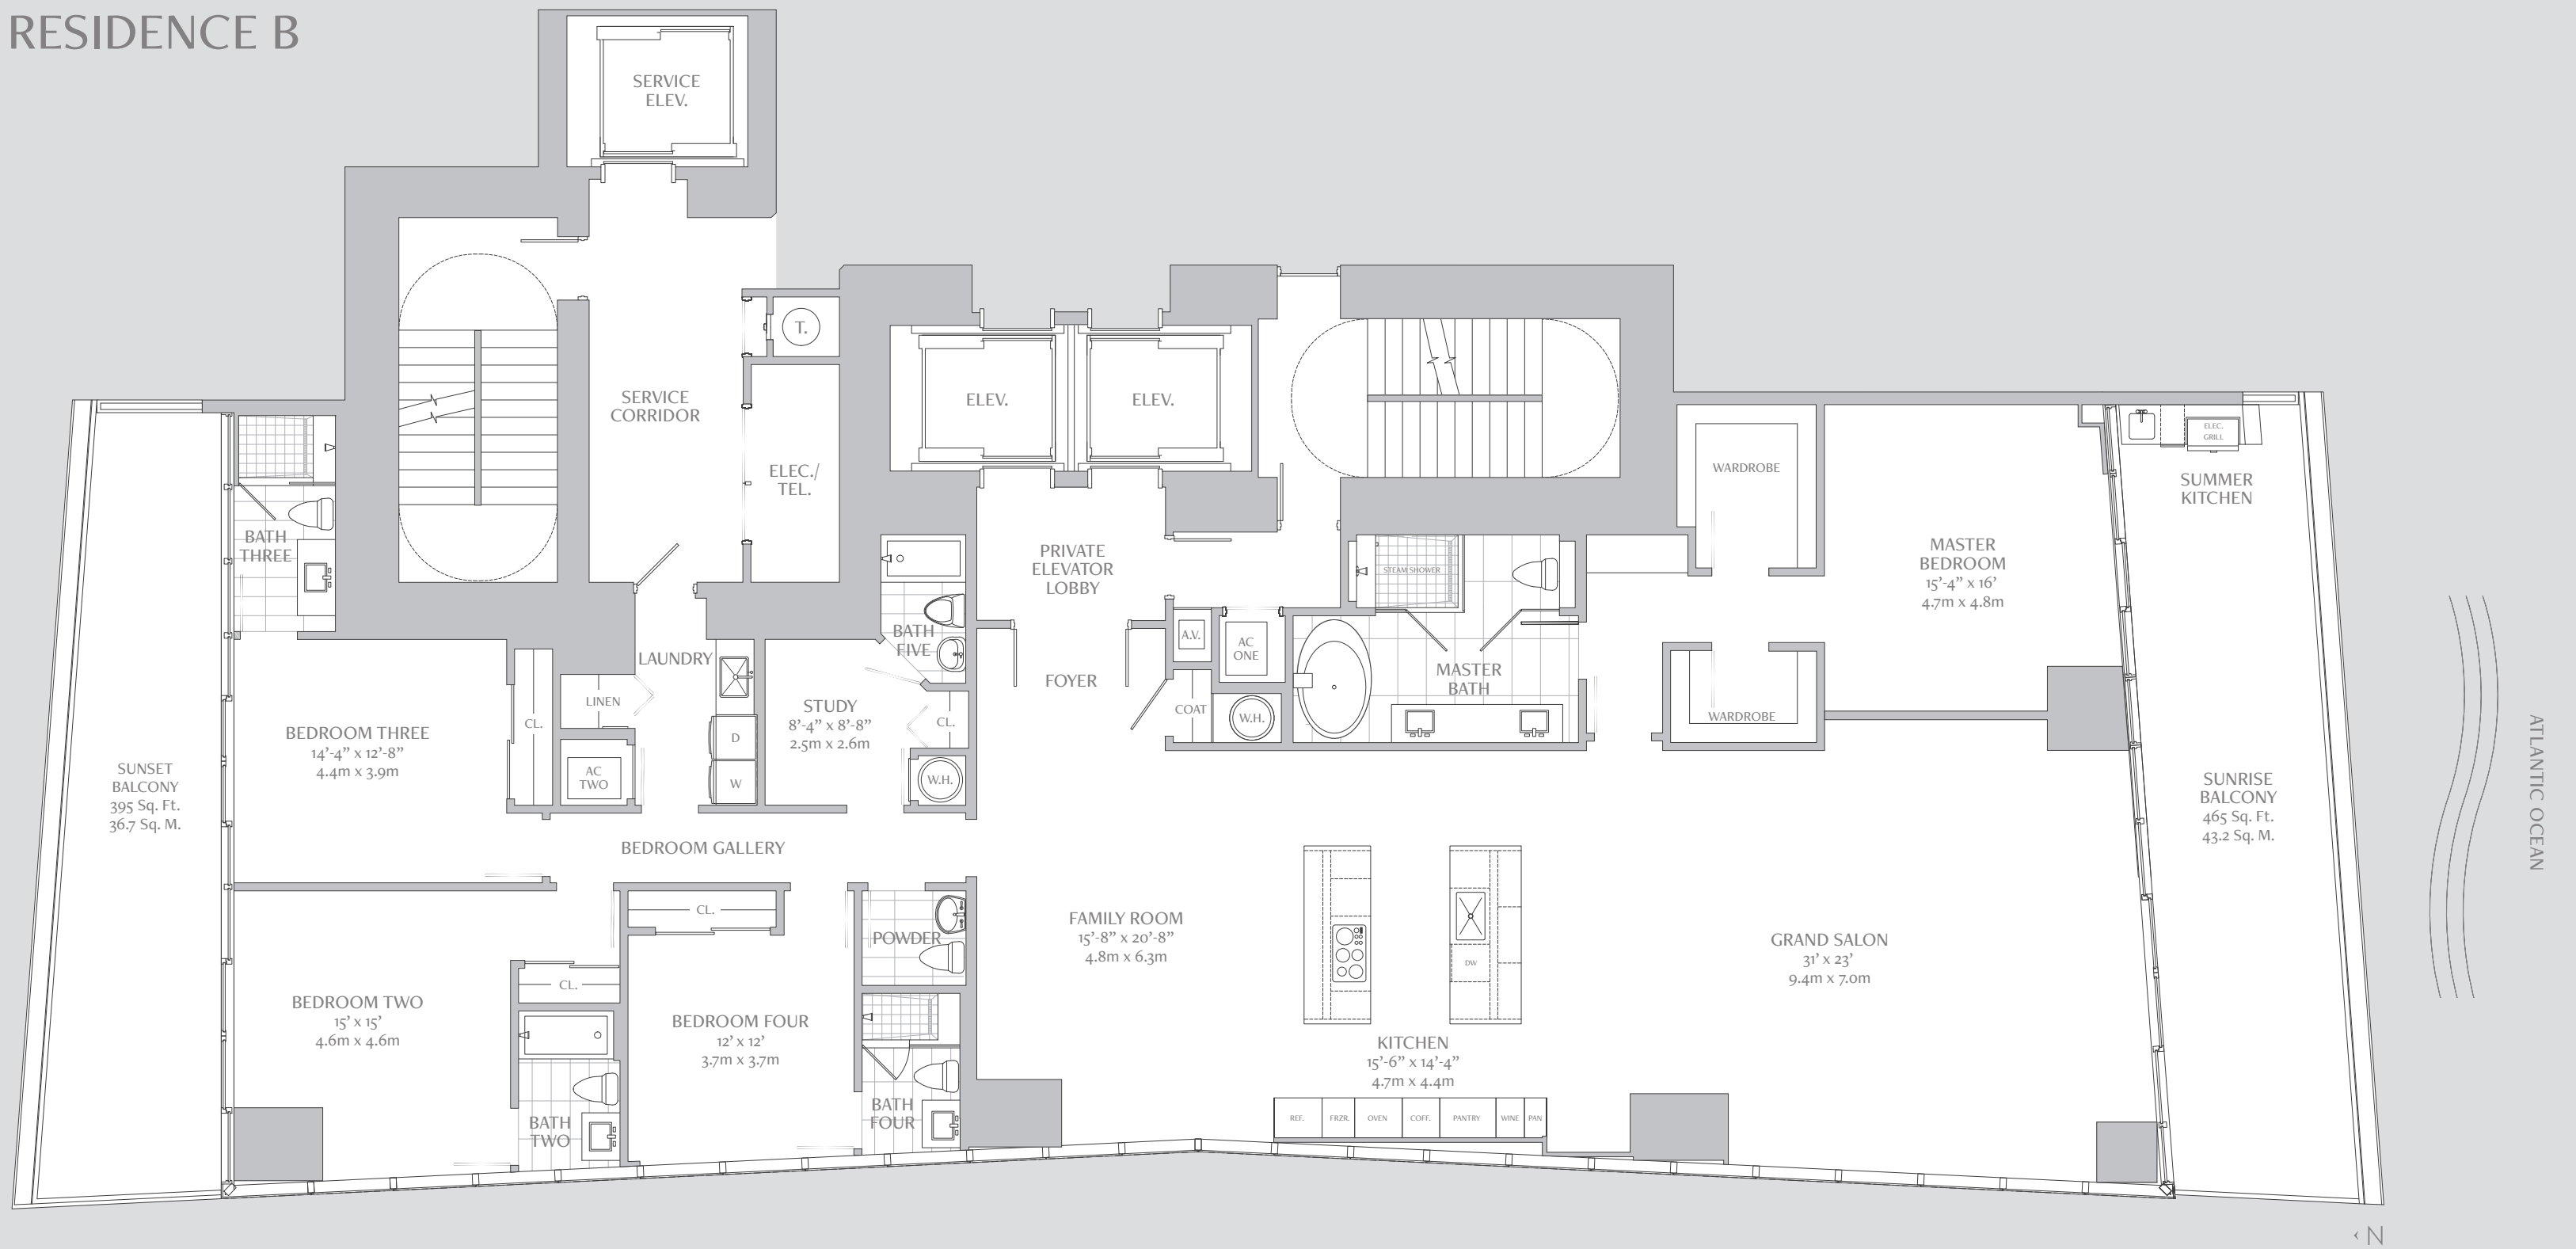 RESIDENCE B
SERVICE
ELEV.
T.
SERVICE
CORRIDOR
ELEC./
TEL.
ELEV.
ELEV.
PRIVATE
ELEVATOR
LOBBY
FOYER
BATH
THREE
BATH
FIVE
LAUNDRY
LINEN
AC
TWO
D
W
CL.
STUDY
8'-4" x 8'-8"
2.5m x 2.6m
CL.
W.H.
A.V.
AC
ONE
COAT
W.H.
STEAM SHOWER
MASTER
BATH
WARDROBE
WARDROBE
MASTER
BEDROOM
15'-4" x 16'
4.7m x 4.8m
ELEC.
GRILL
SUMMER
KITCHEN
BEDROOM THREE
14'-4" x 12'-8"
4.4m x 3.9m
SUNSET
BALCONY
395 Sq. Ft.
36.7 Sq. M.
SUNRISE
BALCONY
465 Sq. Ft.
43.2 Sq. M.
ATLANTIC OCEAN
BEDROOM GALLERY
CL.
POWDER
CL.
BEDROOM TWO
15' x 15'
4.6m x 4.6m
BATH
TWO
BEDROOM FOUR
12' x 12'
3.7m x 3.7m
BATH
FOUR
FAMILY ROOM
15'-8" x 20'-8"
4.8m x 6.3m
DW
KITCHEN
15'-6" x 14'-4"
4.7m x 4.4m
REF. FRZR. OVEN COFF. PANTRY WINE PAN
GRAND SALON
31' x 23'
9.4m x 7.0m
‹ N